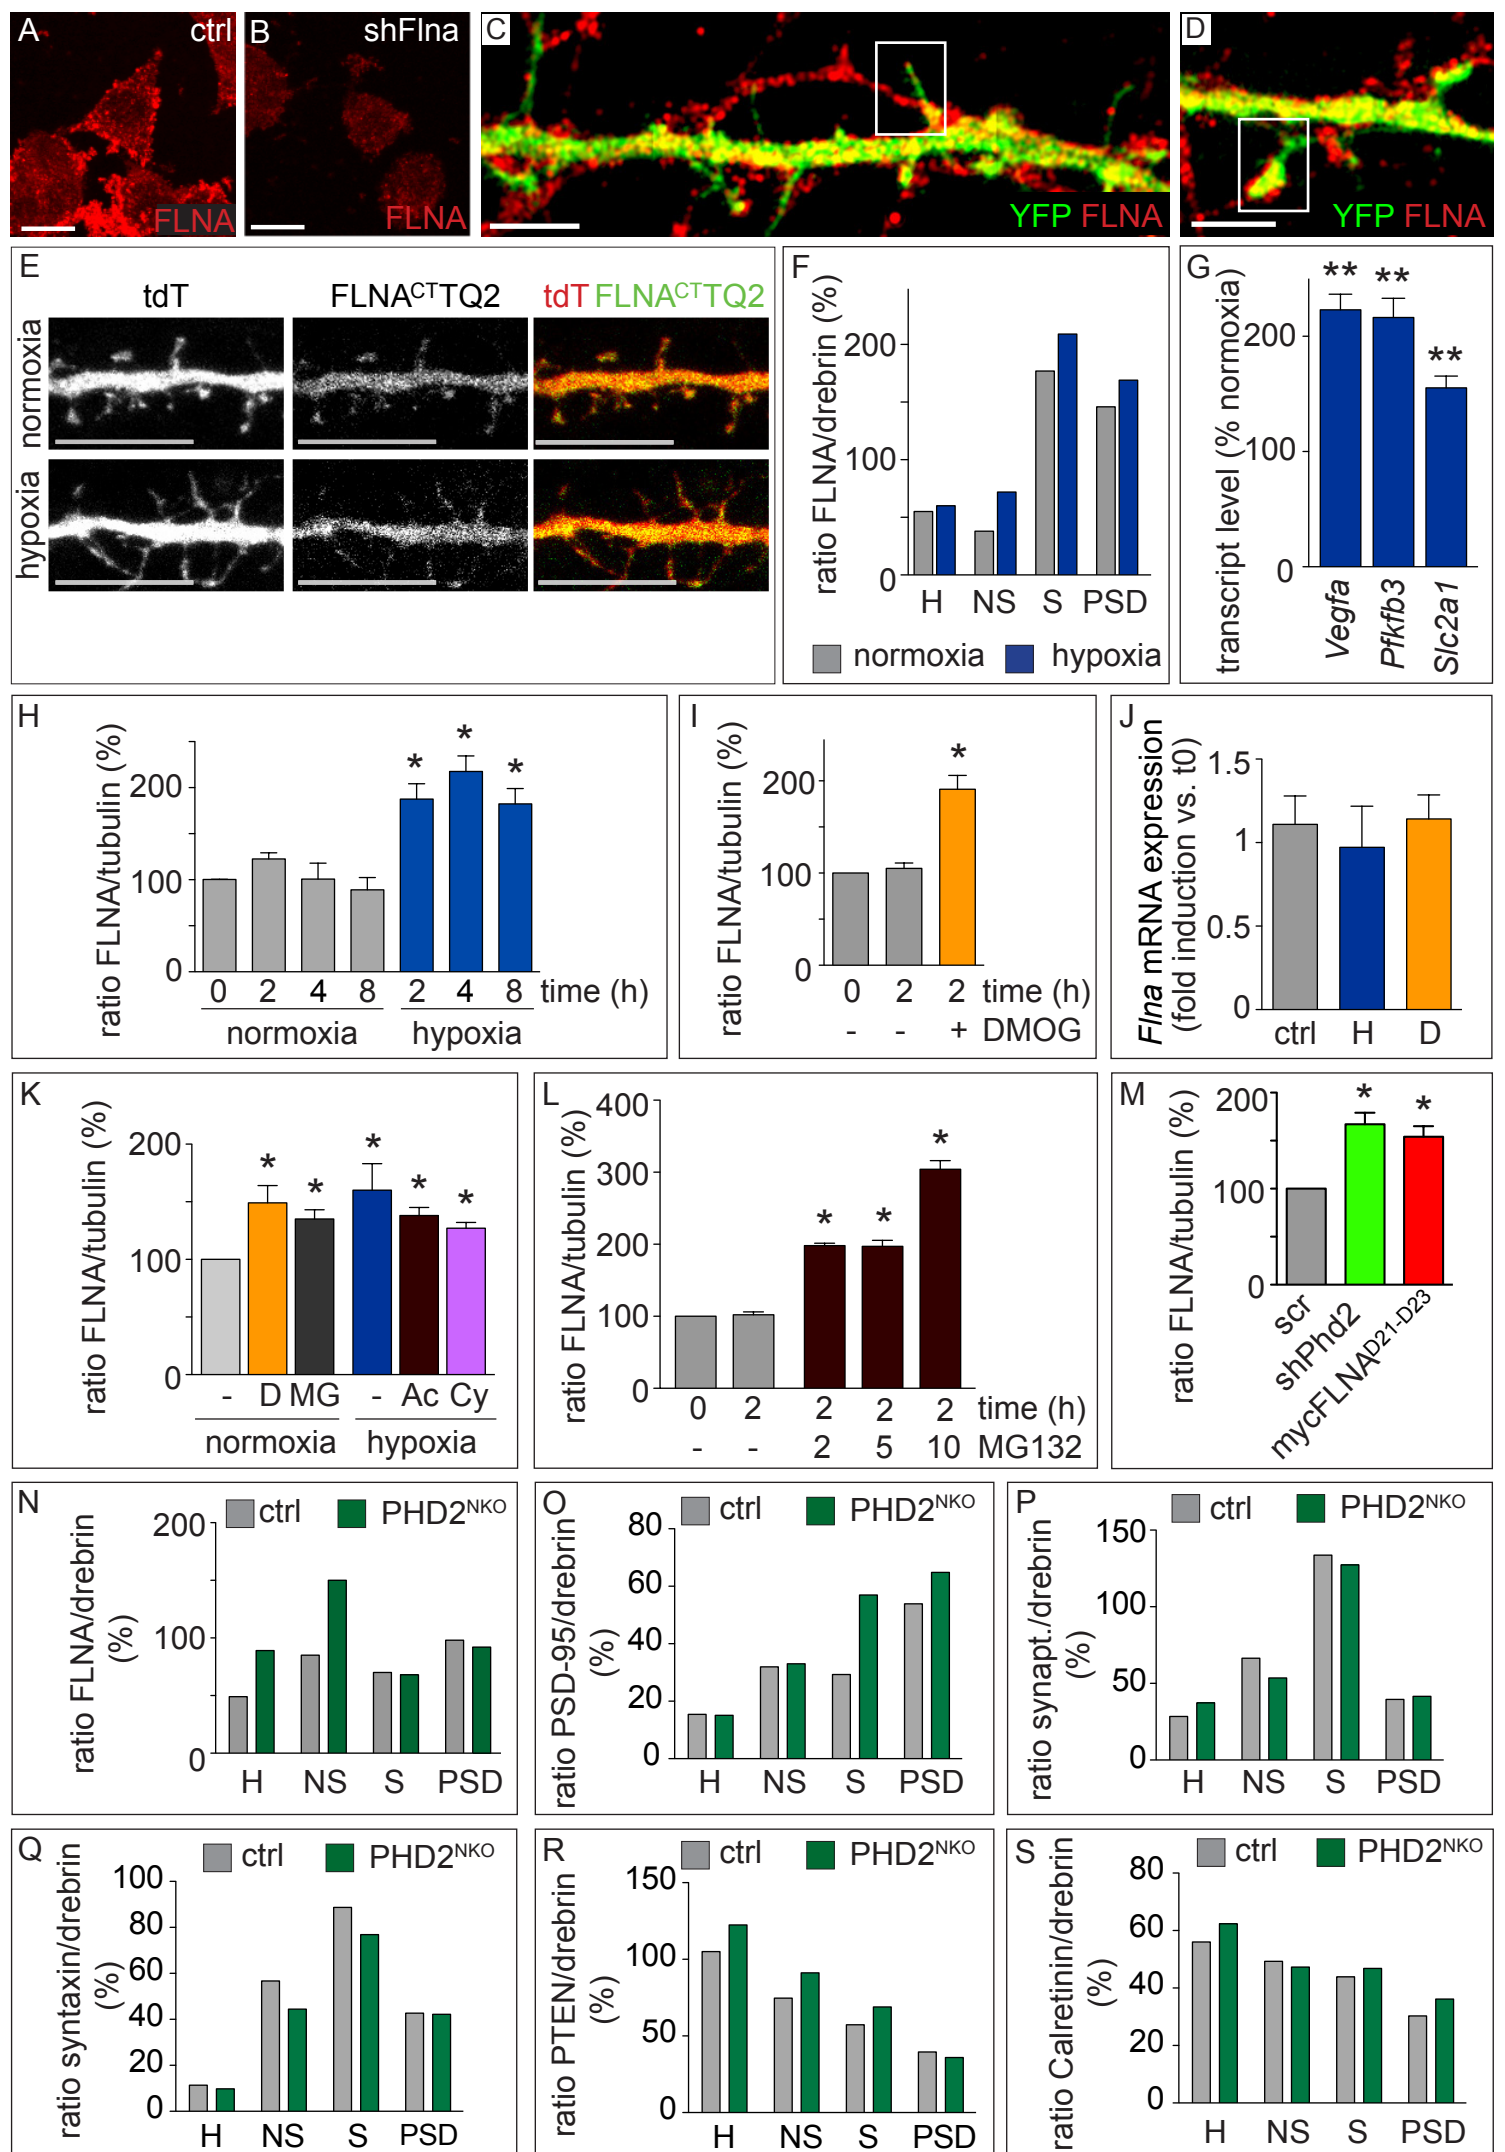 A ctrl
FLNA
B shFlna
FLNA
C
YFP FLNA
D
YFP FLNA
E
tdT FLNACTTQ2 tdT FLNACTTQ2
normoxia
hypoxia
F
ratio FLNA/drebrin (%)
200
100
0
H NS S PSD
normoxia hypoxia
G
transcript level (% normoxia)
** ** **
200
100
0
Vegfa Pfkfb3 Slc2a1
H
ratio FLNA/tubulin (%)
* * *
200
100
0
0 2 4 8 2 4 8 time (h)
normoxia hypoxia
I
ratio FLNA/tubulin (%)
*
200
100
0
0 2 2 time (h)
- - + DMOG
J
Flna mRNA expression
(fold induction vs. t0)
1.5
1
0.5
0
ctrl H D
K
ratio FLNA/tubulin (%)
* * * * *
200
100
0
- D MG - Ac Cy
normoxia hypoxia
L
ratio FLNA/tubulin (%)
* * *
400
300
200
100
0
0 2 2 2 2 time (h)
- - 2 5 10 MG132
M
ratio FLNA/tubulin (%)
* *
200
100
0
scr shPhd2 mycFLNAD21-D23
N
ctrl PHD2NKO
ratio FLNA/drebrin
(%)
200
100
0
H NS S PSD
O
ctrl PHD2NKO
ratio PSD-95/drebrin
(%)
80
60
40
20
0
H NS S PSD
P
ctrl PHD2NKO
ratio synapt./drebrin
(%)
150
100
50
0
H NS S PSD
Q
ctrl PHD2NKO
ratio syntaxin/drebrin
(%)
100
80
60
40
20
0
H NS S PSD
R
ctrl PHD2NKO
ratio PTEN/drebrin
(%)
150
100
50
0
H NS S PSD
S
ctrl PHD2NKO
ratio Calretinin/drebrin
(%)
80
60
40
20
0
H NS S PSD